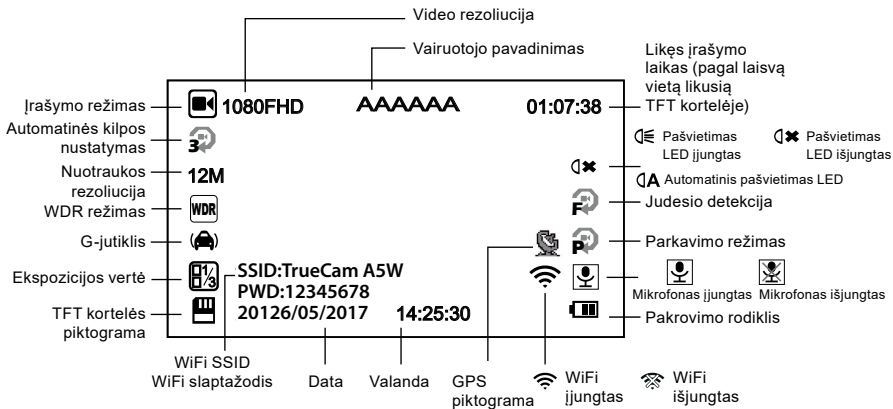 Video rezoliucija
Vairuotojo pavadinimas
Likęs įrašymo
laikas (pagal laisvą
vietą likusią
TFT kortelėje)
Įrašymo režimas
Automatinės kilpos
nustatymas
Nuotraukos
rezoliucija
WDR režimas
G-jutiklis
Ekspozicijos vertė
TFT kortelės
piktograma
1080FHD
AAAAAA
01:07:38
3
12M
WDR
1/3
SSID:TrueCam A5W
PWD:12345678
20126/05/2017
14:25:30
F
P
Pašvietimas
LED įjungtas
Pašvietimas
LED išjungtas
A Automatinis pašvietimas LED
Judesio detekcija
Parkavimo režimas
Mikrofonas įjungtas
Mikrofonas išjungtas
Pakrovimo rodiklis
WiFi SSID
WiFi slaptažodis
Data
Valanda
GPS
piktograma
WiFi
įjungtas
WiFi
išjungtas